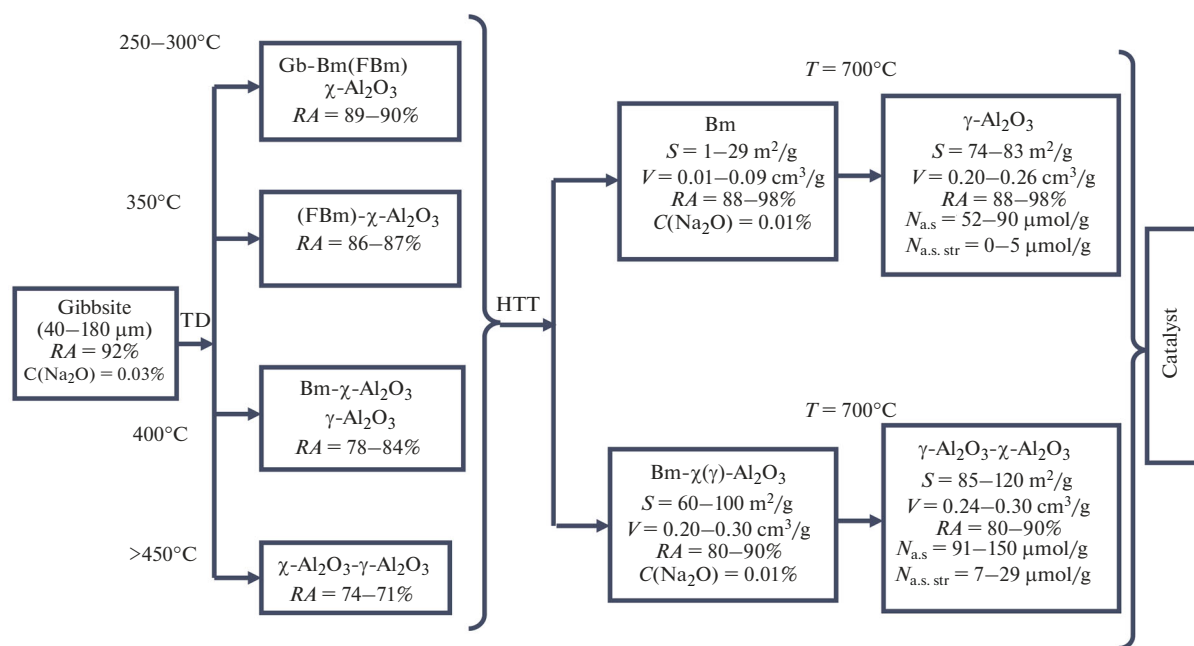 250–300°C
Gb-Bm(FBm)
χ-Al₂O₃
RA = 89–90%
350°C
(FBm)-χ-Al₂O₃
RA = 86–87%
Gibbsite
(40–180 μm)
RA = 92%
C(Na₂O) = 0.03%
TD
400°C
Bm-χ-Al₂O₃
γ-Al₂O₃
RA = 78–84%
>450°C
χ-Al₂O₃-γ-Al₂O₃
RA = 74–71%
HTT
Bm
S = 1–29 m²/g
V = 0.01–0.09 cm³/g
RA = 88–98%
C(Na₂O) = 0.01%
T = 700°C
γ-Al₂O₃
S = 74–83 m²/g
V = 0.20–0.26 cm³/g
RA = 88–98%
Nₐ.ₛ = 52–90 μmol/g
Nₐ.ₛ. ₛₜᵣ = 0–5 μmol/g
Bm-χ(γ)-Al₂O₃
S = 60–100 m²/g
V = 0.20–0.30 cm³/g
RA = 80–90%
C(Na₂O) = 0.01%
T = 700°C
γ-Al₂O₃-χ-Al₂O₃
S = 85–120 m²/g
V = 0.24–0.30 cm³/g
RA = 80–90%
Nₐ.ₛ = 91–150 μmol/g
Nₐ.ₛ. ₛₜᵣ = 7–29 μmol/g
Catalyst